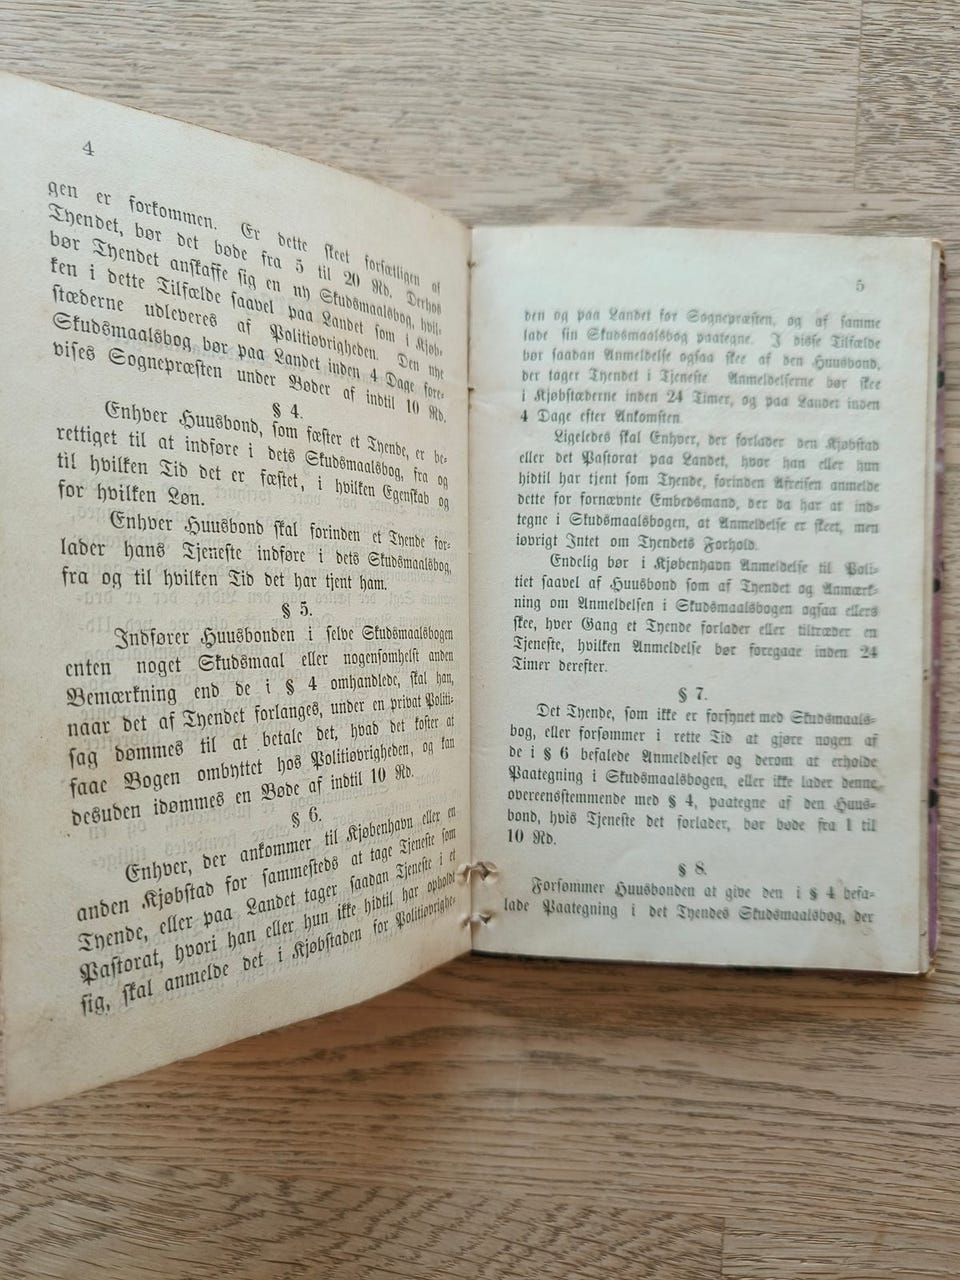 4
gen er forkommen. Er dette skeet forsætligen af
Tyendet, bør det bøde fra 5 til 20 Rd. Derhos
bør Tyendet anskaffe sig en ny Skudsmaalsbog, hvil-
ken i dette Tilfælde saavel paa Landet som i Kjøb-
stæderne udleveres af Politiøvrigheden. Den nye
Skudsmaalsbog bør paa Landet inden 4 Dage fore-
vises Sognepræsten under Bøder af indtil 10 Rd.
§ 4.
Enhver Huusbond, som fæster et Tyende, er be-
rettiget til at indføre i dets Skudsmaalsbog, fra og
til hvilken Tid det er fæstet, i hvilken Egenskab og
for hvilken Løn.
Enhver Huusbond skal forinden et Tyende for-
lader hans Tjeneste indføre i dets Skudsmaalsbog,
fra og til hvilken Tid det har tjent ham.
§ 5.
Indfører Huusbonden i selve Skudsmaalsbogen
enten noget Skudsmaal eller nogensomhelst anden
Bemærkning end de i § 4 omhandlede, skal han,
naar det af Tyendet forlanges, under en privat Politi-
sag dømmes til at betale det, hvad det koster at
faae Bogen ombyttet hos Politiøvrigheden, og kan
desuden idømmes en Bøde af indtil 10 Rd.
§ 6.
Enhver, der ankommer til Kjøbenhavn eller en
anden Kjøbstad for sammesteds at tage Tjeneste som
Tyende, eller paa Landet tager saadan Tjeneste i et
Pastorat, hvori han eller hun ikke hidtil har opholdt
sig, skal anmelde det i Kjøbstaden for Politiøvrighe-
5
den og paa Landet for Sognepræsten, og af samme
lade sin Skudsmaalsbog paategne. I disse Tilfælde
bør saadan Anmeldelse ogsaa skee af den Huusbond,
der tager Tyendet i Tjeneste. Anmeldelserne bør skee
i Kjøbstæderne inden 24 Timer, og paa Landet inden
4 Dage efter Ankomsten.
Ligeledes skal Enhver, der forlader den Kjøbstad
eller det Pastorat paa Landet, hvor han eller hun
hidtil har tjent som Tyende, forinden Afreisen anmelde
dette for fornævnte Embedsmand, der da har at ind-
tegne i Skudsmaalsbogen, at Anmeldelse er skeet, men
iøvrigt Intet om Tyendets Forhold.
Endelig bør i Kjøbenhavn Anmeldelse til Poli-
tiet saavel af Huusbond som af Tyendet og Anmærk-
ning om Anmeldelsen i Skudsmaalsbogen ogsaa ellers
skee, hver Gang et Tyende forlader eller tiltræder en
Tjeneste, hvilken Anmeldelse bør foregaae inden 24
Timer derefter.
§ 7.
Det Tyende, som ikke er forsynet med Skudsmaals-
bog, eller forsømmer i rette Tid at gjøre nogen af
de i § 6 befalede Anmeldelser og derom at erholde
Paategning i Skudsmaalsbogen, eller ikke lader denne,
overeensstemmende med § 4, paategne af den Huus-
bond, hvis Tjeneste det forlader, bør bøde fra 1 til
10 Rd.
§ 8.
Forsømmer Huusbonden at give den i § 4 befa-
lade Paategning i det Tyendes Skudsmaalsbog, der